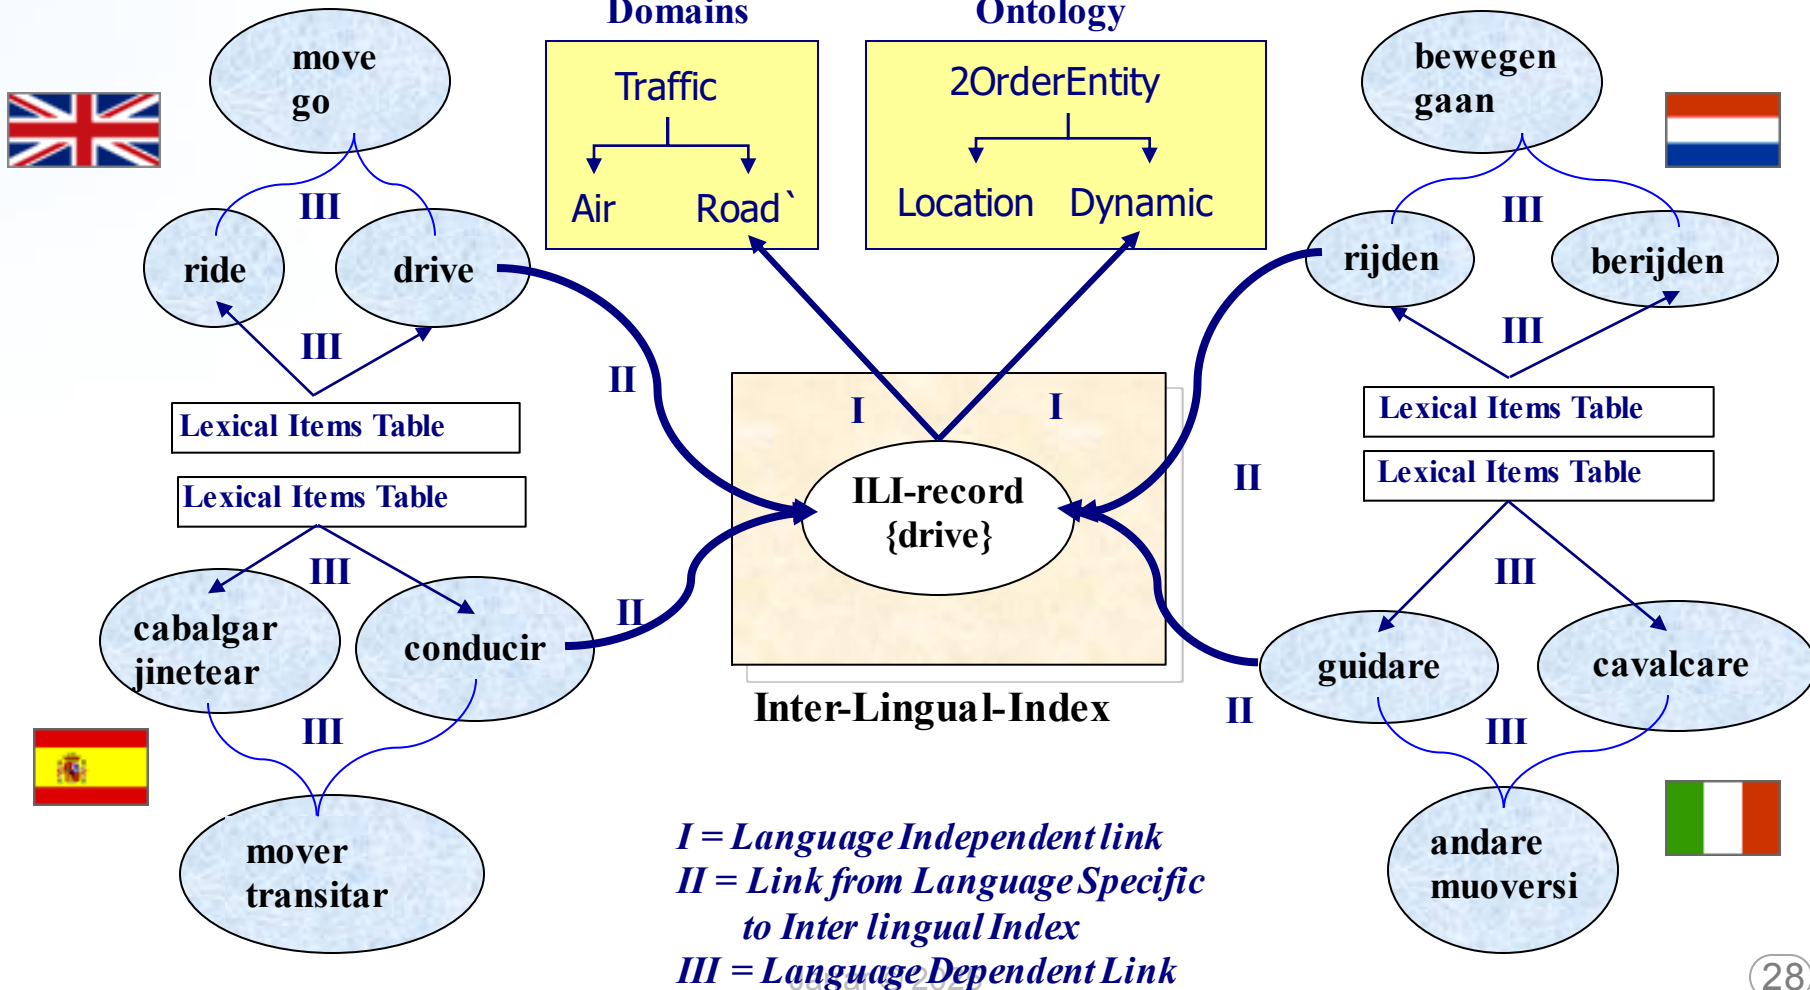 Domains
Ontology
move
go
Traffic
Air
Road`
2OrderEntity
Location
Dynamic
bewegen
gaan
III
III
ride
drive
rijden
berijden
III
III
II
I
I
Lexical Items Table
Lexical Items Table
Lexical Items Table
Lexical Items Table
II
ILI-record
{drive}
III
III
cabalgar
jinetear
conducir
II
guidare
cavalcare
Inter-Lingual-Index
II
III
III
mover
transitar
andare
muoversi
I = Language Independent link
II = Link from Language Specific
to Inter lingual Index
III = Language Dependent Link
28